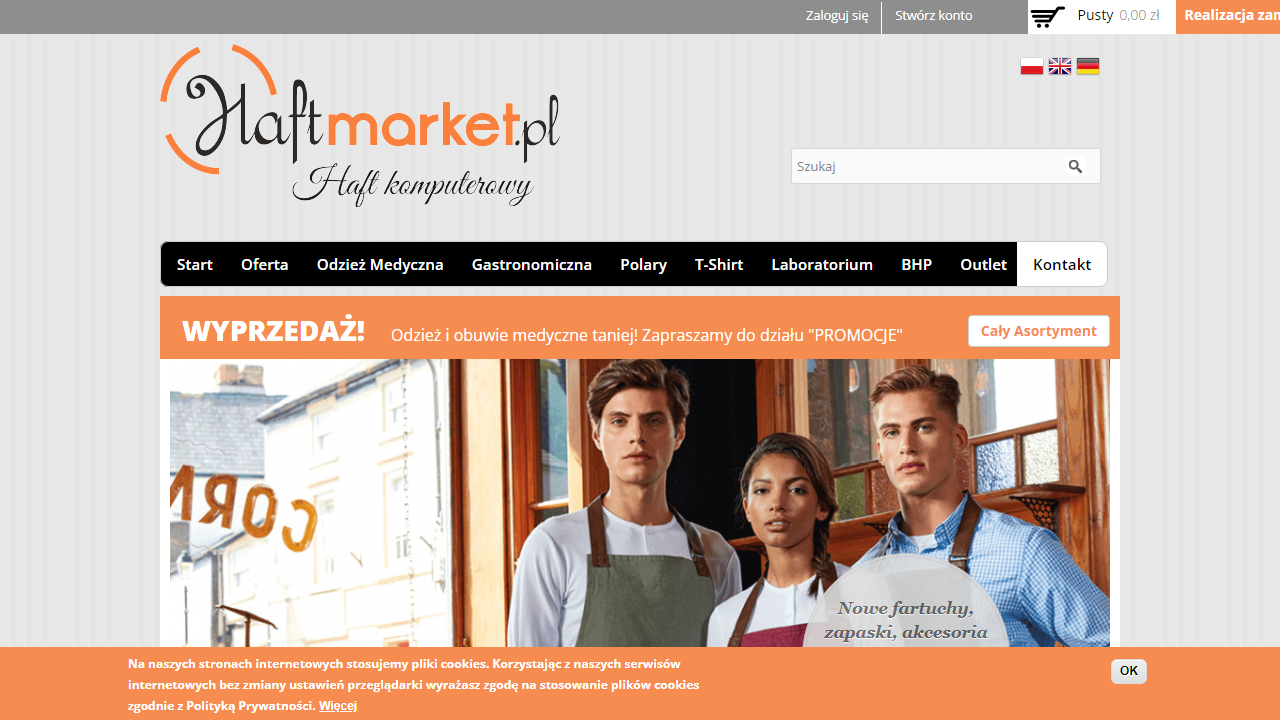 Zaloguj się
Stwórz konto
Pusty 0,00 zł
Realizacja zam
Haftmarket.pl
Haft komputerowy
Szukaj
Start Oferta Odzież Medyczna Gastronomiczna Polary T-Shirt Laboratorium BHP Outlet Kontakt
WYPRZEDAŻ! Odzież i obuwie medyczne taniej! Zapraszamy do działu "PROMOCJE" Cały Asortyment
CORN
Nowe fartuchy,
zapaski, akcesoria
Na naszych stronach internetowych stosujemy pliki cookies. Korzystając z naszych serwisów
internetowych bez zmiany ustawień przeglądarki wyrażasz zgodę na stosowanie plików cookies
zgodnie z Polityką Prywatności. Więcej
OK